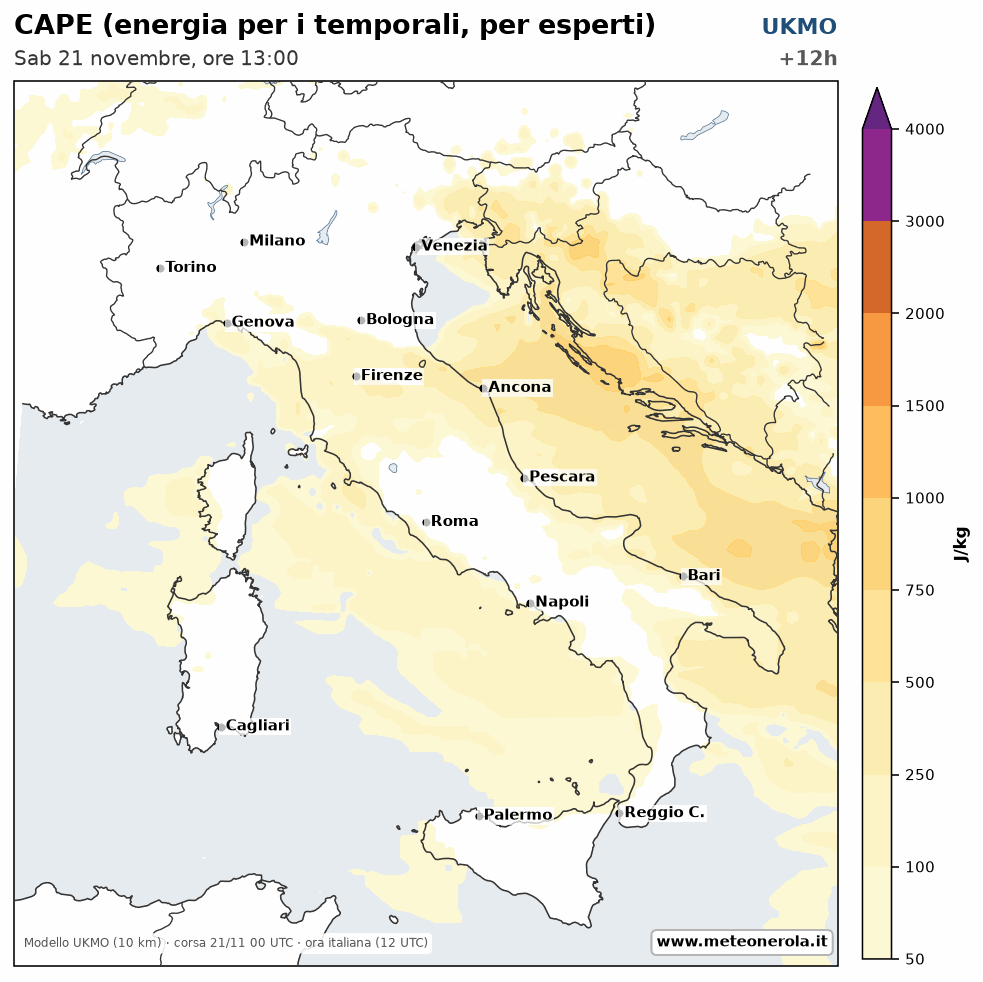 CAPE (energia per i temporali, per esperti)
UKMO
Sab 21 novembre, ore 13:00
+12h
Milano
Venezia
Torino
Genova
Bologna
Firenze
Ancona
Pescara
Roma
Bari
Napoli
Cagliari
Palermo
Reggio C.
4000
3000
2000
1500
1000
750
500
250
100
50
J/kg
Modello UKMO (10 km) · corsa 21/11 00 UTC · ora italiana (12 UTC)
www.meteonerola.it